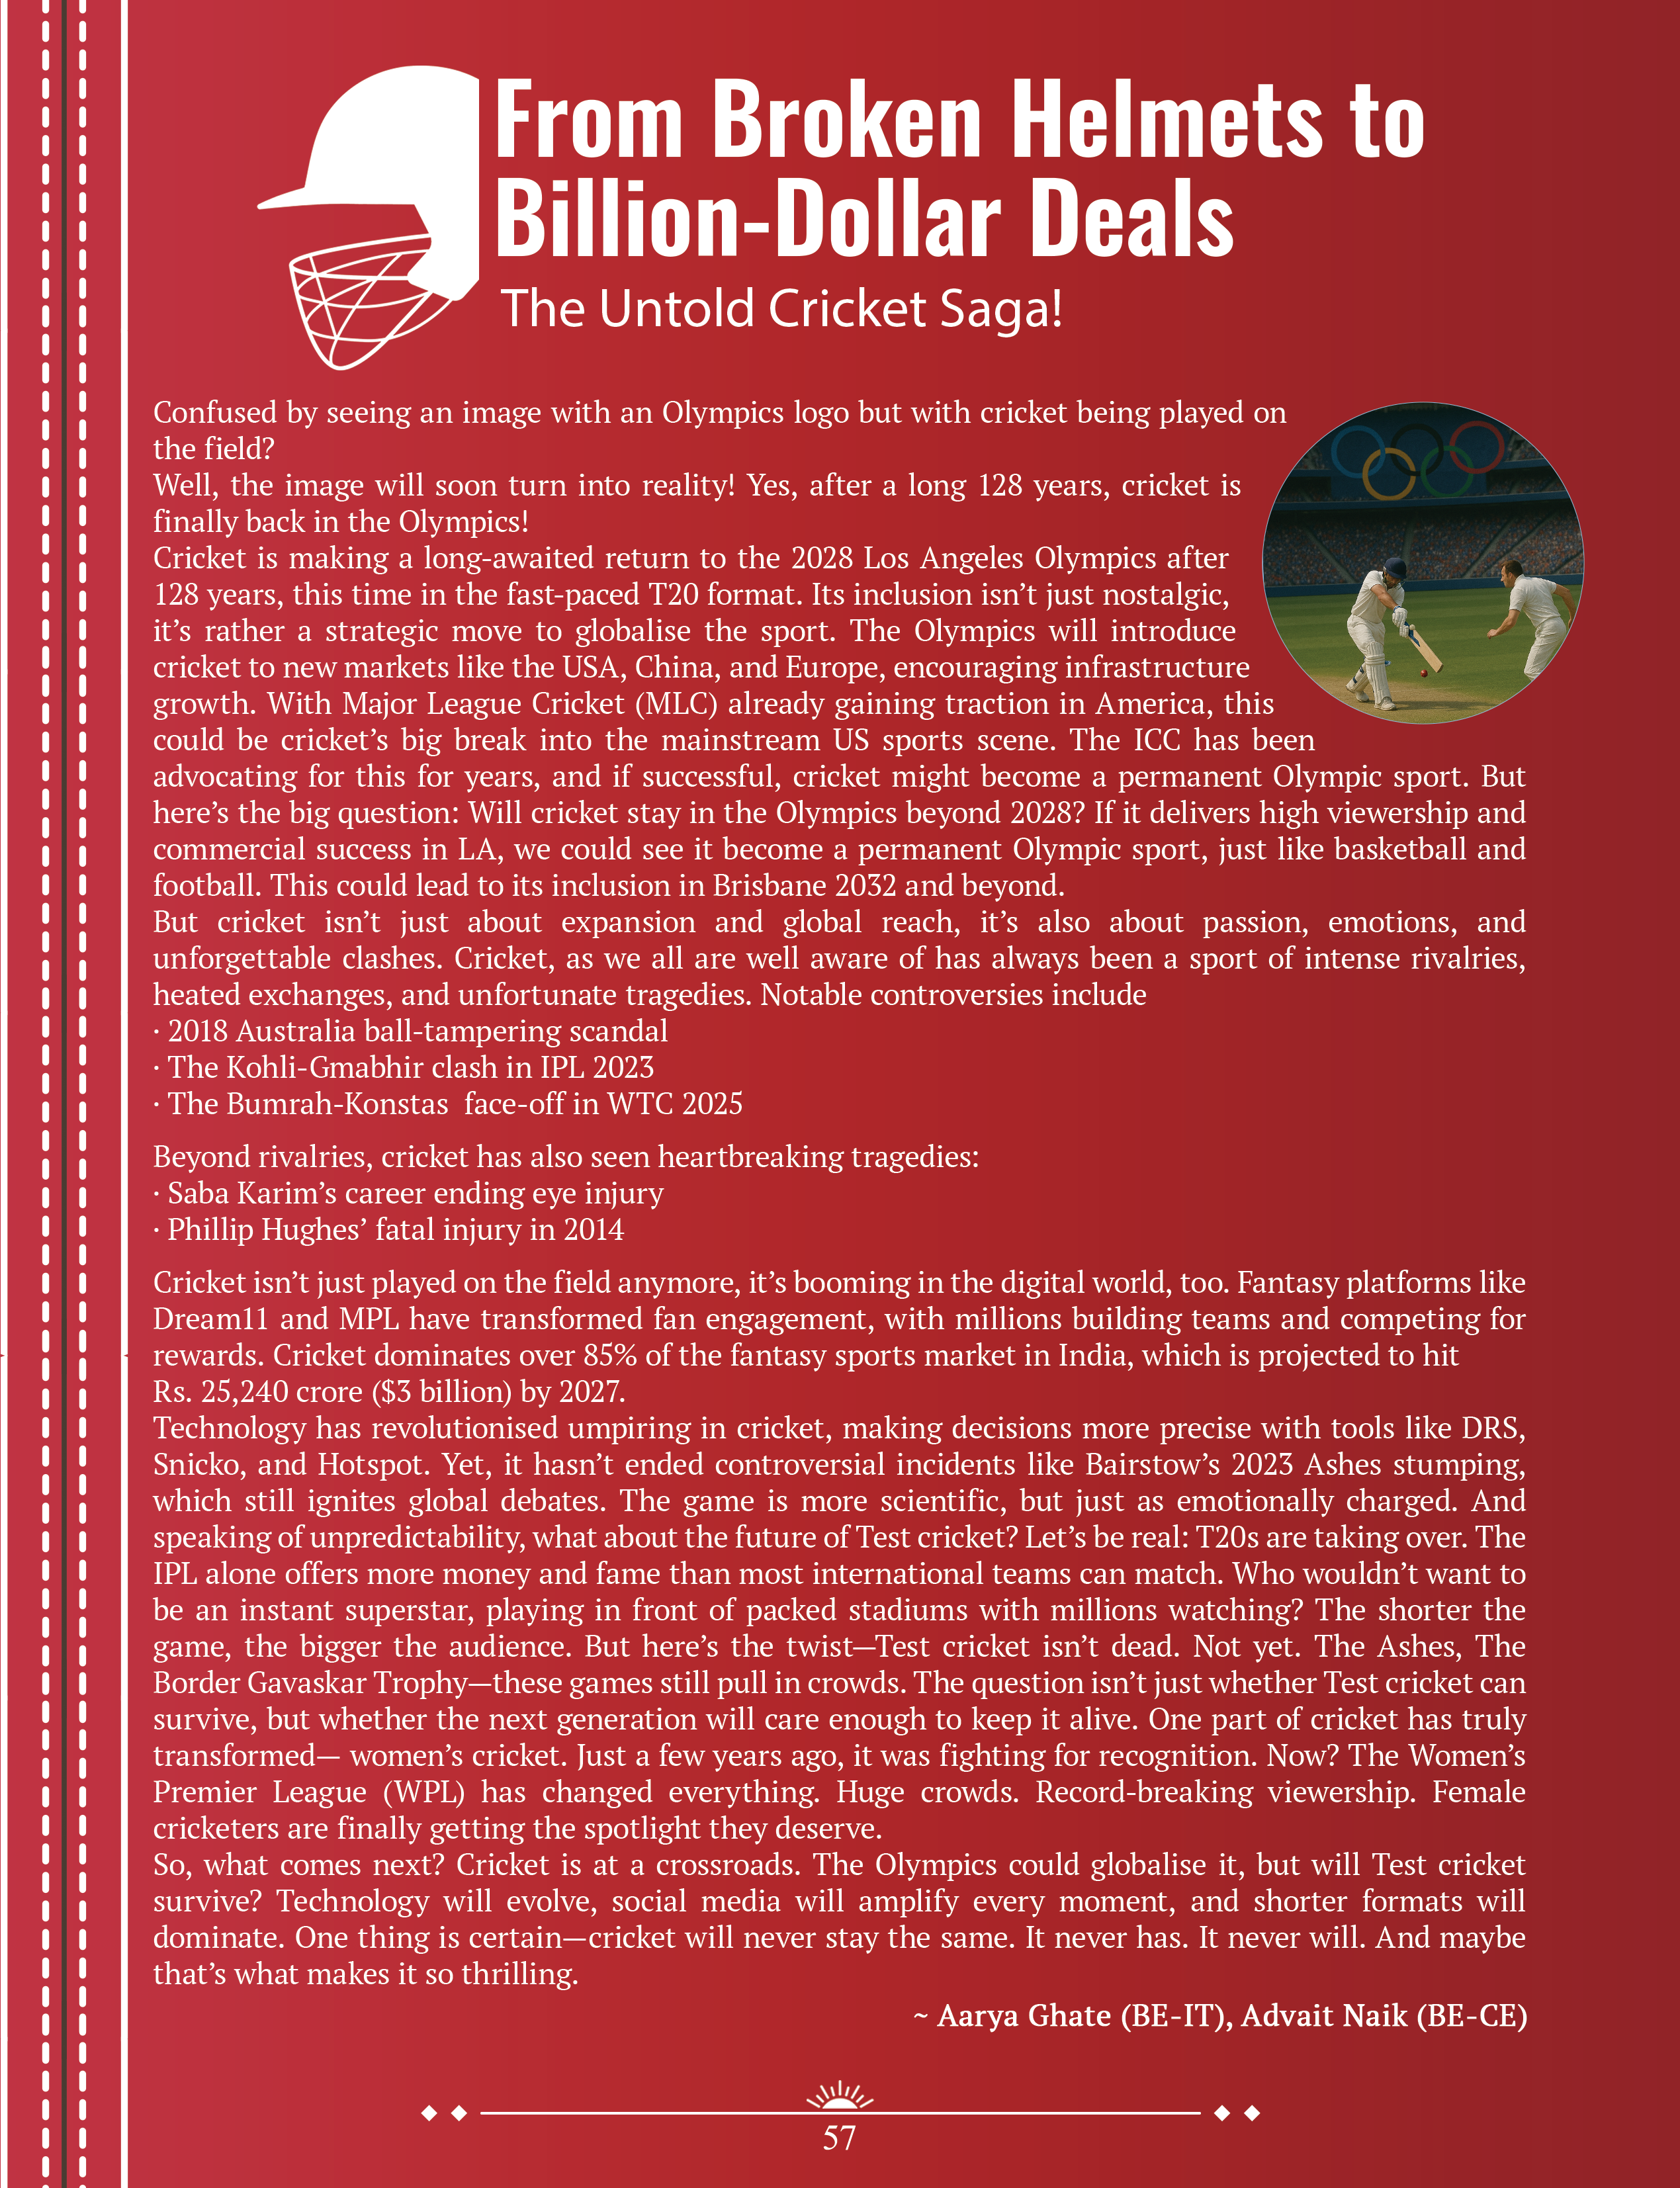 From Broken Helmets to
Billion-Dollar Deals
The Untold Cricket Saga!
Confused by seeing an image with an Olympics logo but with cricket being played on
the field?
Well, the image will soon turn into reality! Yes, after a long 128 years, cricket is
finally back in the Olympics!
Cricket is making a long-awaited return to the 2028 Los Angeles Olympics after
128 years, this time in the fast-paced T20 format. Its inclusion isn’t just nostalgic,
it’s rather a strategic move to globalise the sport. The Olympics will introduce
cricket to new markets like the USA, China, and Europe, encouraging infrastructure
growth. With Major League Cricket (MLC) already gaining traction in America, this
could be cricket’s big break into the mainstream US sports scene. The ICC has been
advocating for this for years, and if successful, cricket might become a permanent Olympic sport. But
here’s the big question: Will cricket stay in the Olympics beyond 2028? If it delivers high viewership and
commercial success in LA, we could see it become a permanent Olympic sport, just like basketball and
football. This could lead to its inclusion in Brisbane 2032 and beyond.
But cricket isn’t just about expansion and global reach, it’s also about passion, emotions, and
unforgettable clashes. Cricket, as we all are well aware of has always been a sport of intense rivalries,
heated exchanges, and unfortunate tragedies. Notable controversies include
· 2018 Australia ball-tampering scandal
· The Kohli-Gmabhir clash in IPL 2023
· The Bumrah-Konstas  face-off in WTC 2025
Beyond rivalries, cricket has also seen heartbreaking tragedies:
· Saba Karim’s career ending eye injury
· Phillip Hughes’ fatal injury in 2014
Cricket isn’t just played on the field anymore, it’s booming in the digital world, too. Fantasy platforms like
Dream11 and MPL have transformed fan engagement, with millions building teams and competing for
rewards. Cricket dominates over 85% of the fantasy sports market in India, which is projected to hit
Rs. 25,240 crore ($3 billion) by 2027.
Technology has revolutionised umpiring in cricket, making decisions more precise with tools like DRS,
Snicko, and Hotspot. Yet, it hasn’t ended controversial incidents like Bairstow’s 2023 Ashes stumping,
which still ignites global debates. The game is more scientific, but just as emotionally charged. And
speaking of unpredictability, what about the future of Test cricket? Let’s be real: T20s are taking over. The
IPL alone offers more money and fame than most international teams can match. Who wouldn’t want to
be an instant superstar, playing in front of packed stadiums with millions watching? The shorter the
game, the bigger the audience. But here’s the twist—Test cricket isn’t dead. Not yet. The Ashes, The
Border Gavaskar Trophy—these games still pull in crowds. The question isn’t just whether Test cricket can
survive, but whether the next generation will care enough to keep it alive. One part of cricket has truly
transformed— women’s cricket. Just a few years ago, it was fighting for recognition. Now? The Women’s
Premier League (WPL) has changed everything. Huge crowds. Record-breaking viewership. Female
cricketers are finally getting the spotlight they deserve.
So, what comes next? Cricket is at a crossroads. The Olympics could globalise it, but will Test cricket
survive? Technology will evolve, social media will amplify every moment, and shorter formats will
dominate. One thing is certain—cricket will never stay the same. It never has. It never will. And maybe
that’s what makes it so thrilling.
~ Aarya Ghate (BE-IT), Advait Naik (BE-CE)
57